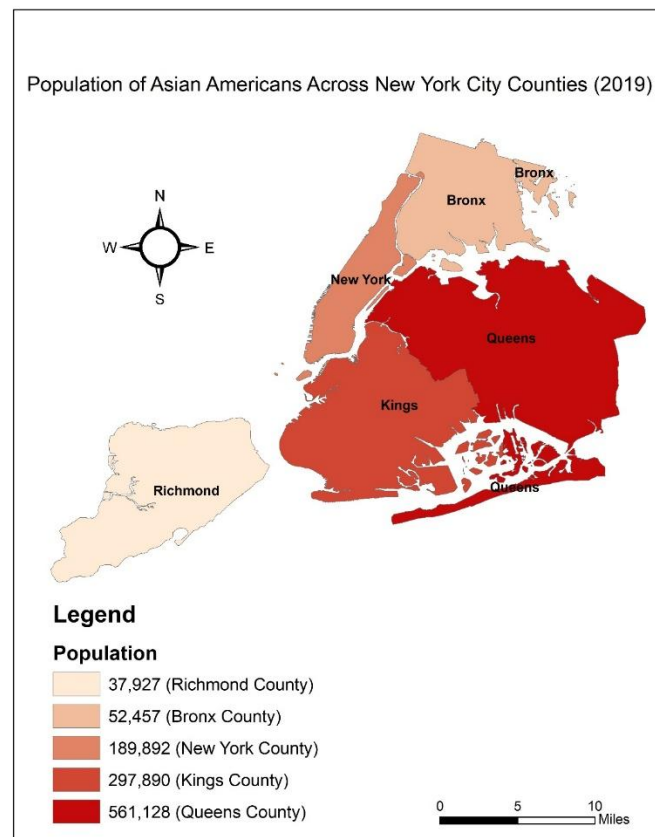 Population of Asian Americans Across New York City Counties (2019)
N
W E
S
Bronx
Bronx
New York
Queens
Kings
Queens
Richmond
Legend
Population
37,927 (Richmond County)
52,457 (Bronx County)
189,892 (New York County)
297,890 (Kings County)
561,128 (Queens County)
0 5 10
Miles